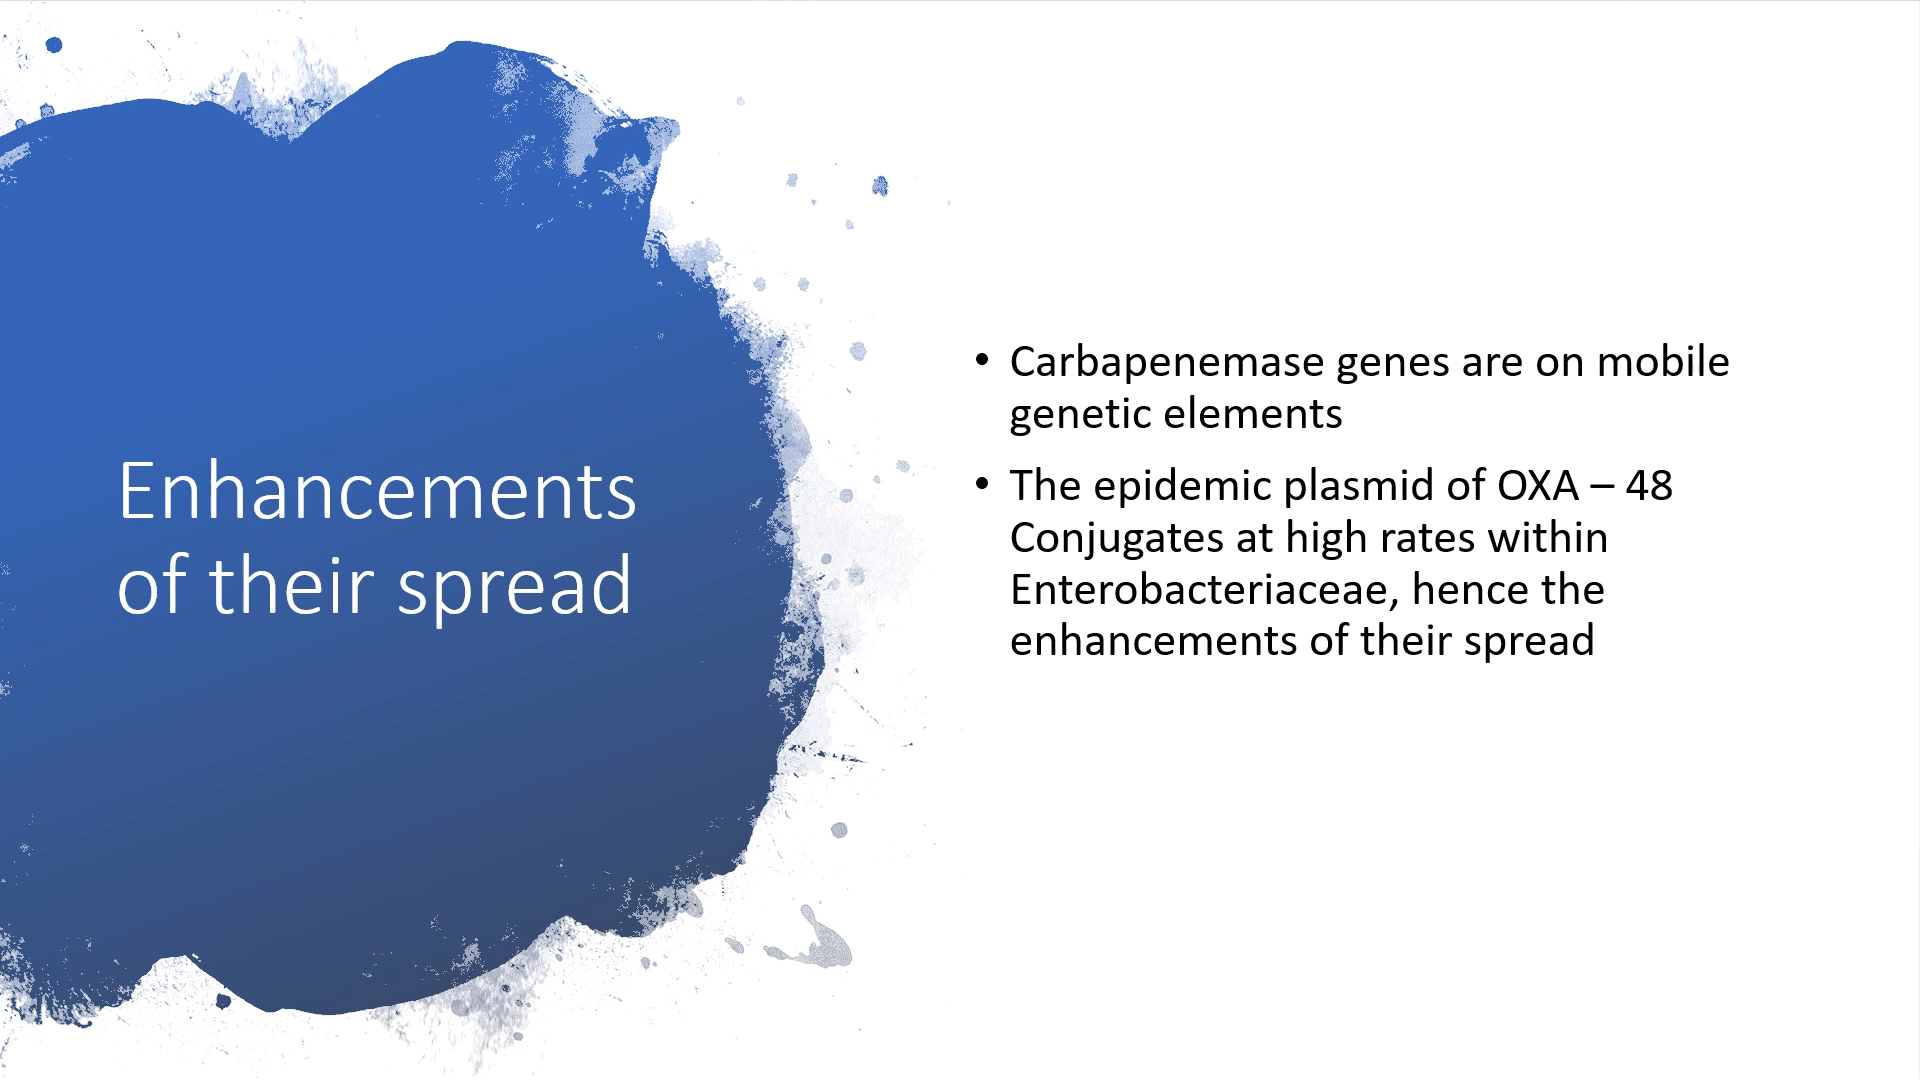 Enhancements
of their spread
• Carbapenemase genes are on mobile
genetic elements
• The epidemic plasmid of OXA – 48
Conjugates at high rates within
Enterobacteriaceae, hence the
enhancements of their spread